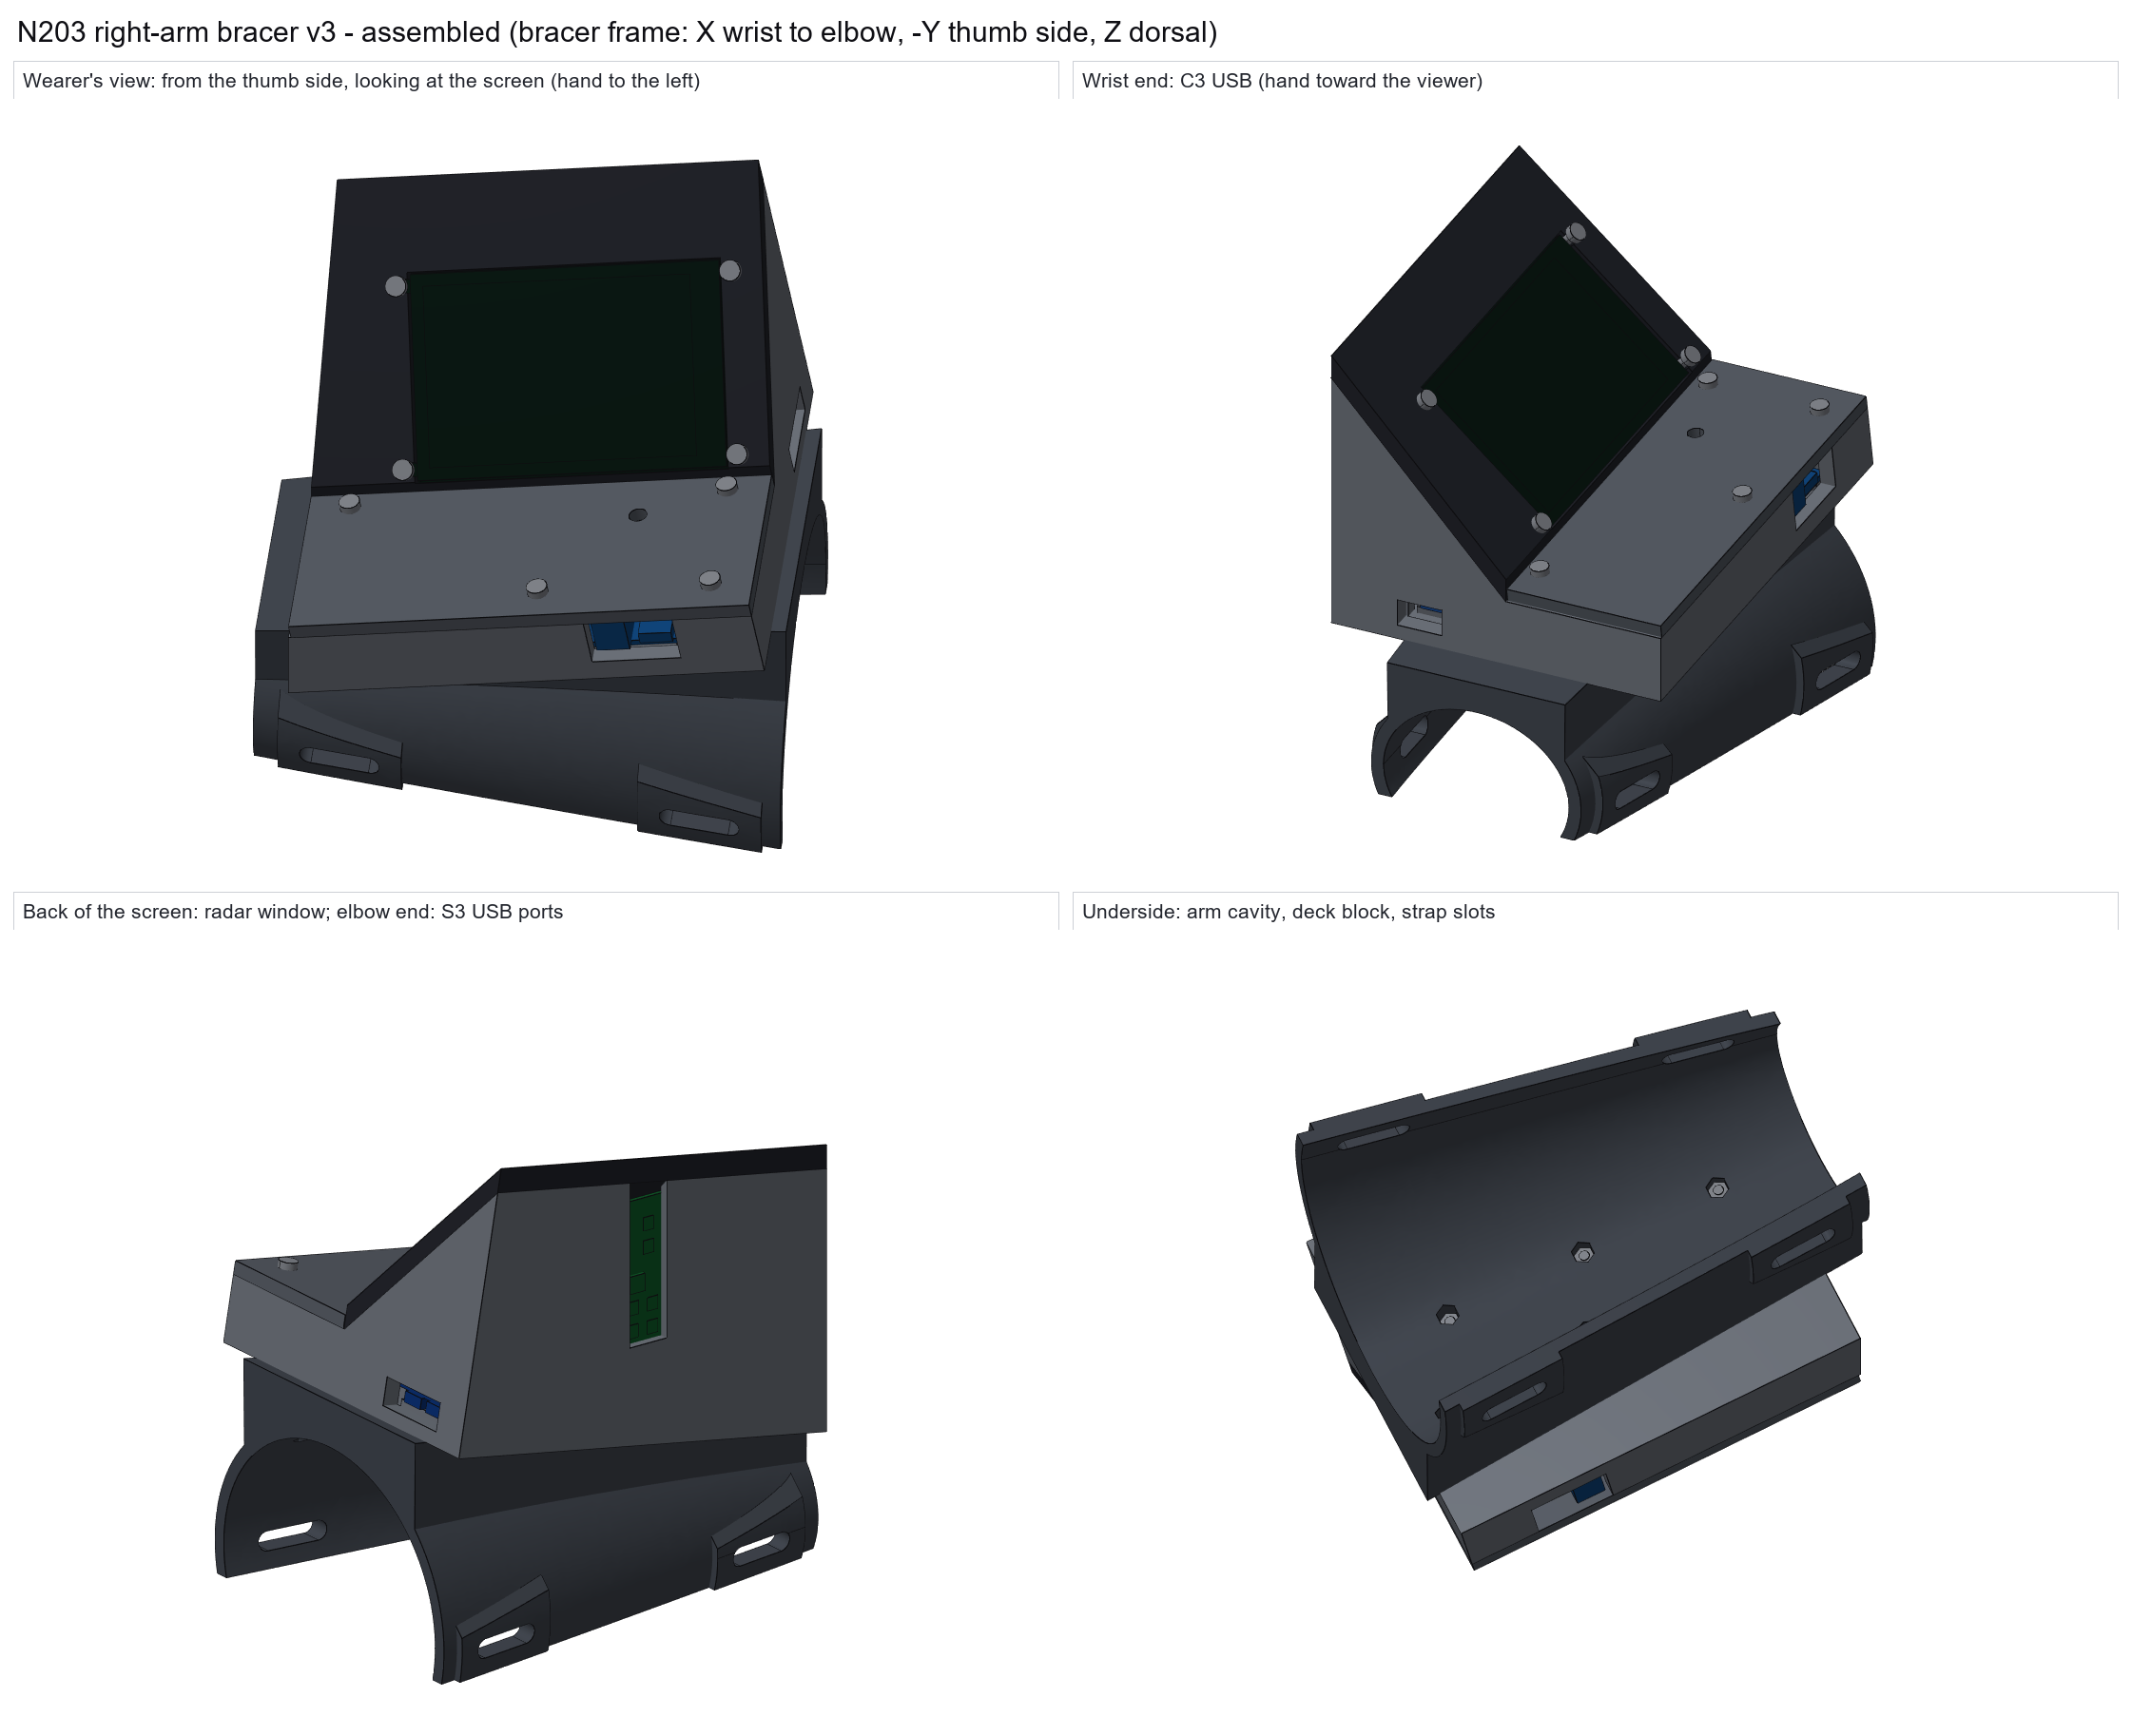 N203 right-arm bracer v3 - assembled (bracer frame: X wrist to elbow, -Y thumb side, Z dorsal)
Wearer's view: from the thumb side, looking at the screen (hand to the left)
Wrist end: C3 USB (hand toward the viewer)
Back of the screen: radar window; elbow end: S3 USB ports
Underside: arm cavity, deck block, strap slots